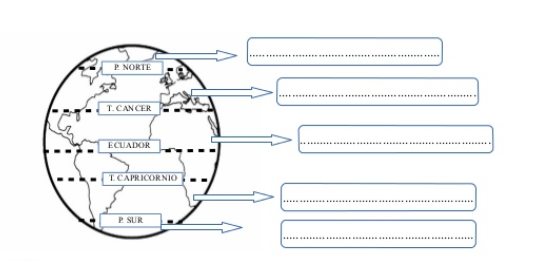 P. NORTE
T. CANCER
ECUADOR
T. CAPRICORNIO
P. SUR